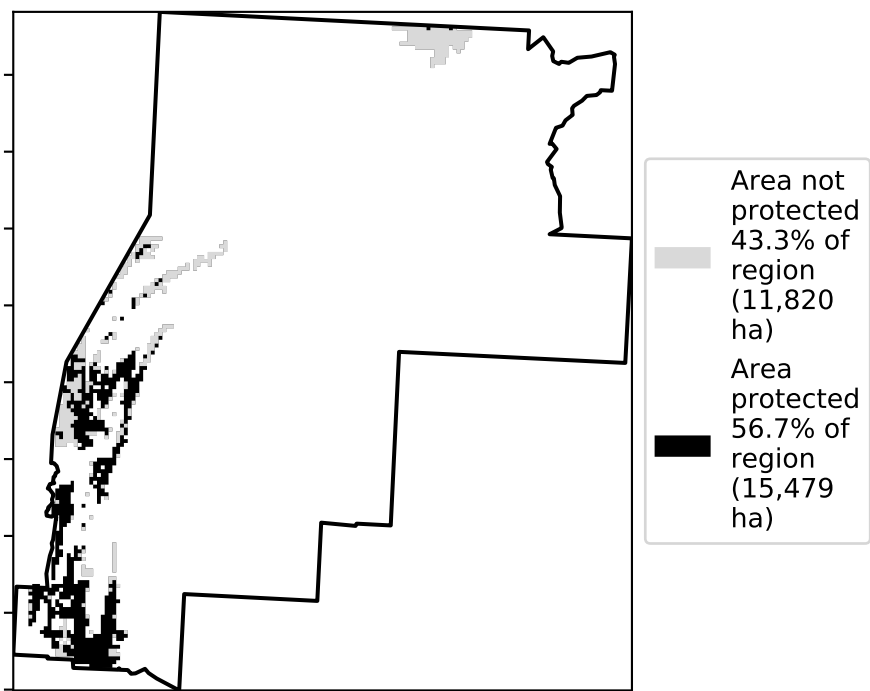 Area not
protected
43.3% of
region
(11,820
ha)
Area
protected
56.7% of
region
(15,479
ha)